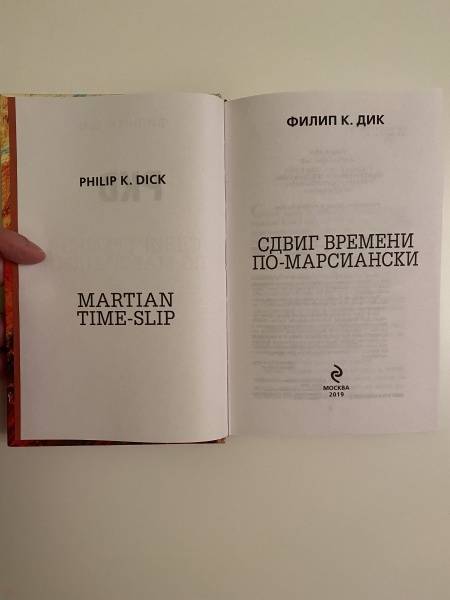 PHILIP K. DICK
MARTIAN
TIME-SLIP
ФИЛИП К. ДИК
СДВИГ ВРЕМЕНИ
ПО-МАРСИАНСКИ
МОСКВА
2019